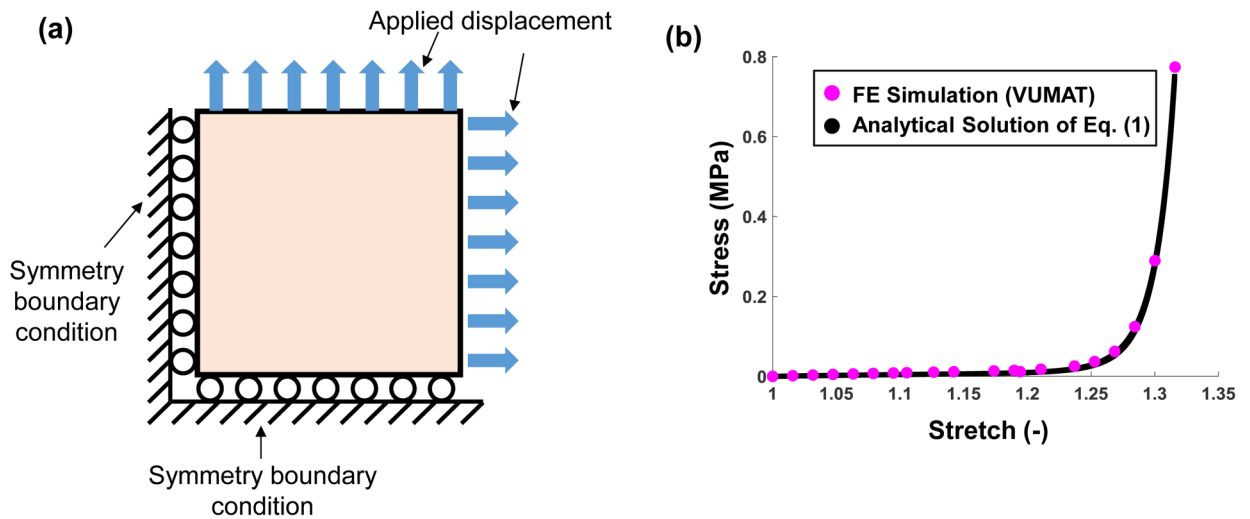 (a)
Applied displacement
Symmetry
boundary
condition
Symmetry boundary
condition
(b)
FE Simulation (VUMAT)
Analytical Solution of Eq. (1)
Stress (MPa)
0.8
0.6
0.4
0.2
0
1
1.05
1.1
1.15
1.2
1.25
1.3
1.35
Stretch (-)